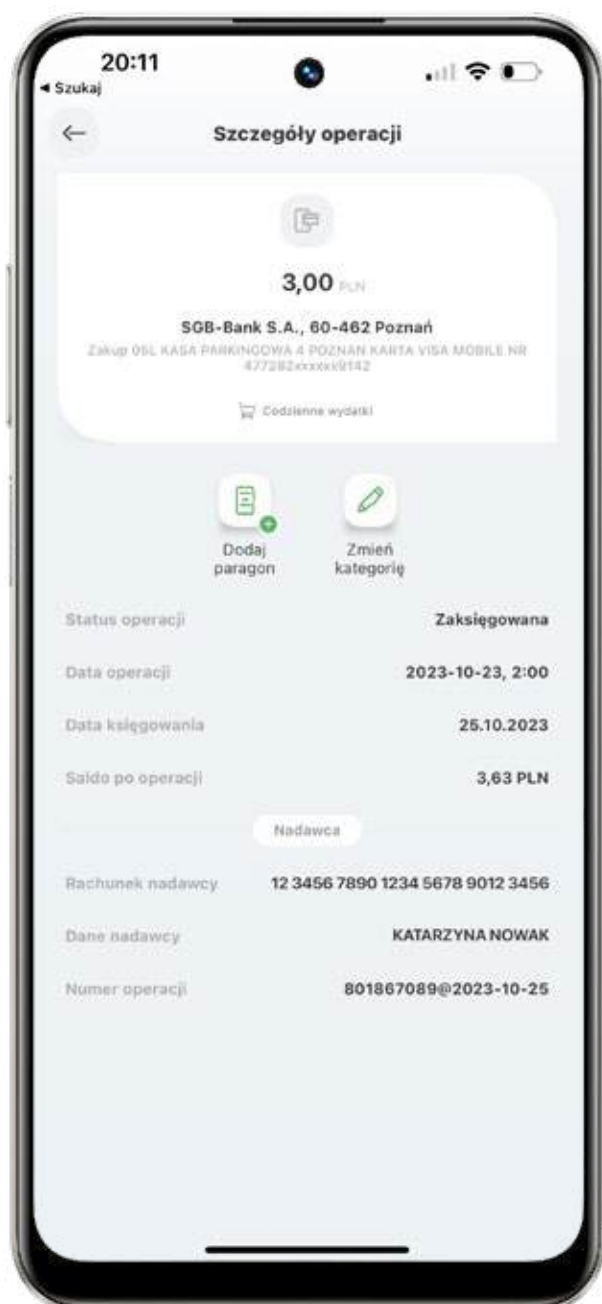 20:11
◂ Szukaj
Szczegóły operacji
3,00 PLN
SGB-Bank S.A., 60-462 Poznań
Zakup 05L KASA PARKINGOWA 4 POZNAN KARTA VISA MOBILE NR
477282xxxxxx9142
Codzienne wydatki
Dodaj
paragon
Zmień
kategorię
Status operacji Zaksięgowana
Data operacji 2023-10-23, 2:00
Data księgowania 25.10.2023
Saldo po operacji 3,63 PLN
Nadawca
Rachunek nadawcy 12 3456 7890 1234 5678 9012 3456
Dane nadawcy KATARZYNA NOWAK
Numer operacji 801867089@2023-10-25